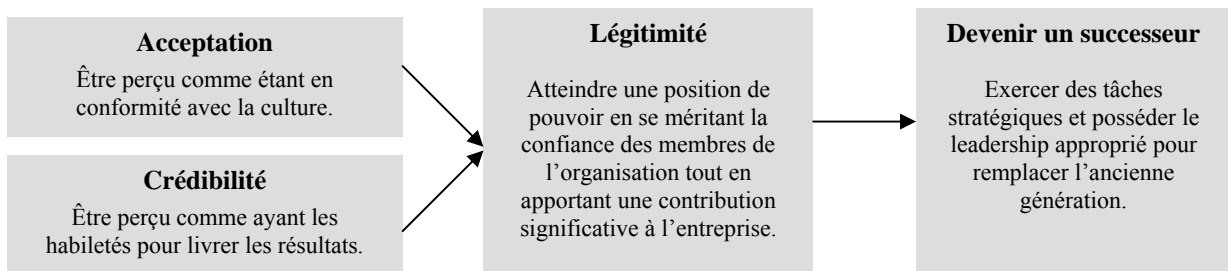 Acceptation
Être perçu comme étant en
conformité avec la culture.
Crédibilité
Être perçu comme ayant les
habiletés pour livrer les résultats.
Légitimité
Atteindre une position de
pouvoir en se méritant la
confiance des membres de
l’organisation tout en
apportant une contribution
significative à l’entreprise.
Devenir un successeur
Exercer des tâches
stratégiques et posséder le
leadership approprié pour
remplacer l’ancienne
génération.